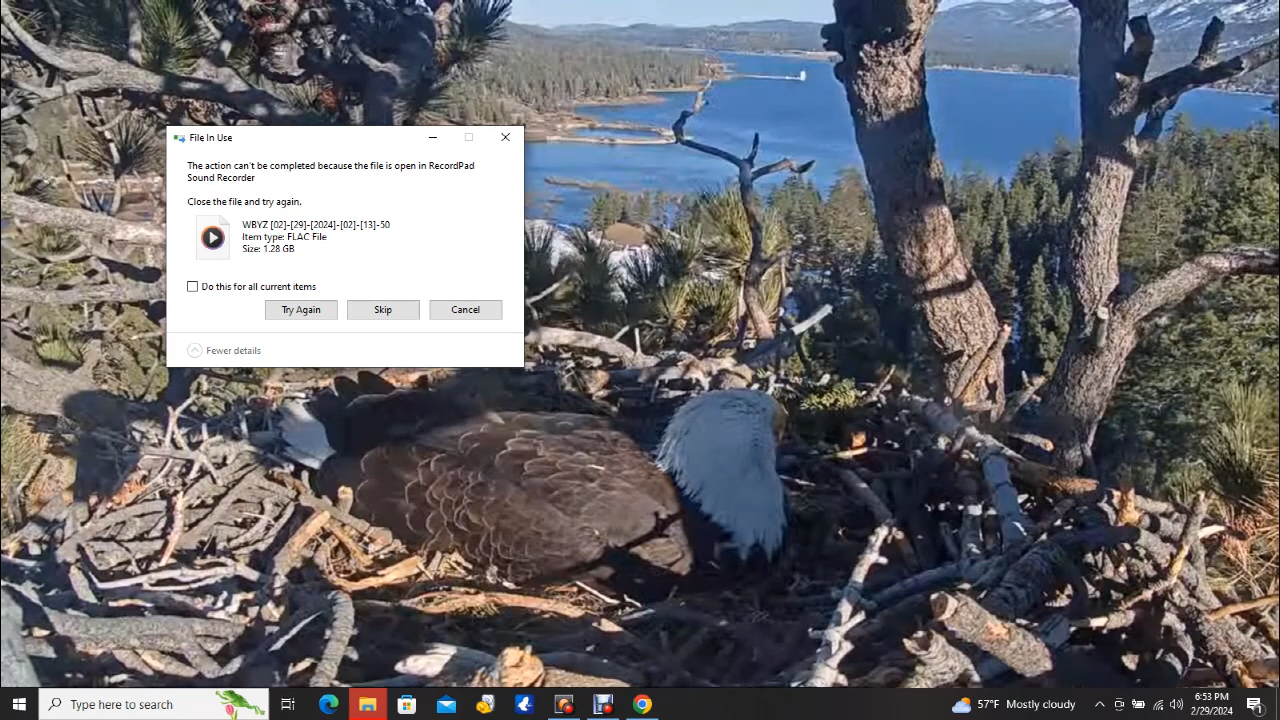 File In Use
The action can't be completed because the file is open in RecordPad
Sound Recorder
Close the file and try again.
WBYZ [02]-[29]-[2024]-[02]-[13]-50
Item type: FLAC File
Size: 1.28 GB
Do this for all current items
Try Again
Skip
Cancel
Fewer details
Type here to search
57°F Mostly cloudy
6:53 PM
2/29/2024
1